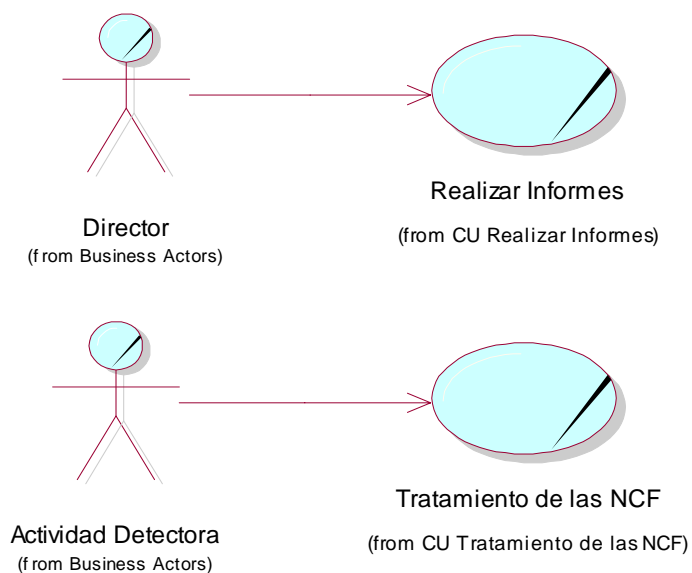 Realizar Informes
Director
(from CU Realizar Informes)
(from Business Actors)
Tratamiento de las NCF
Actividad Detectora
(from CU Tratamiento de las NCF)
(from Business Actors)